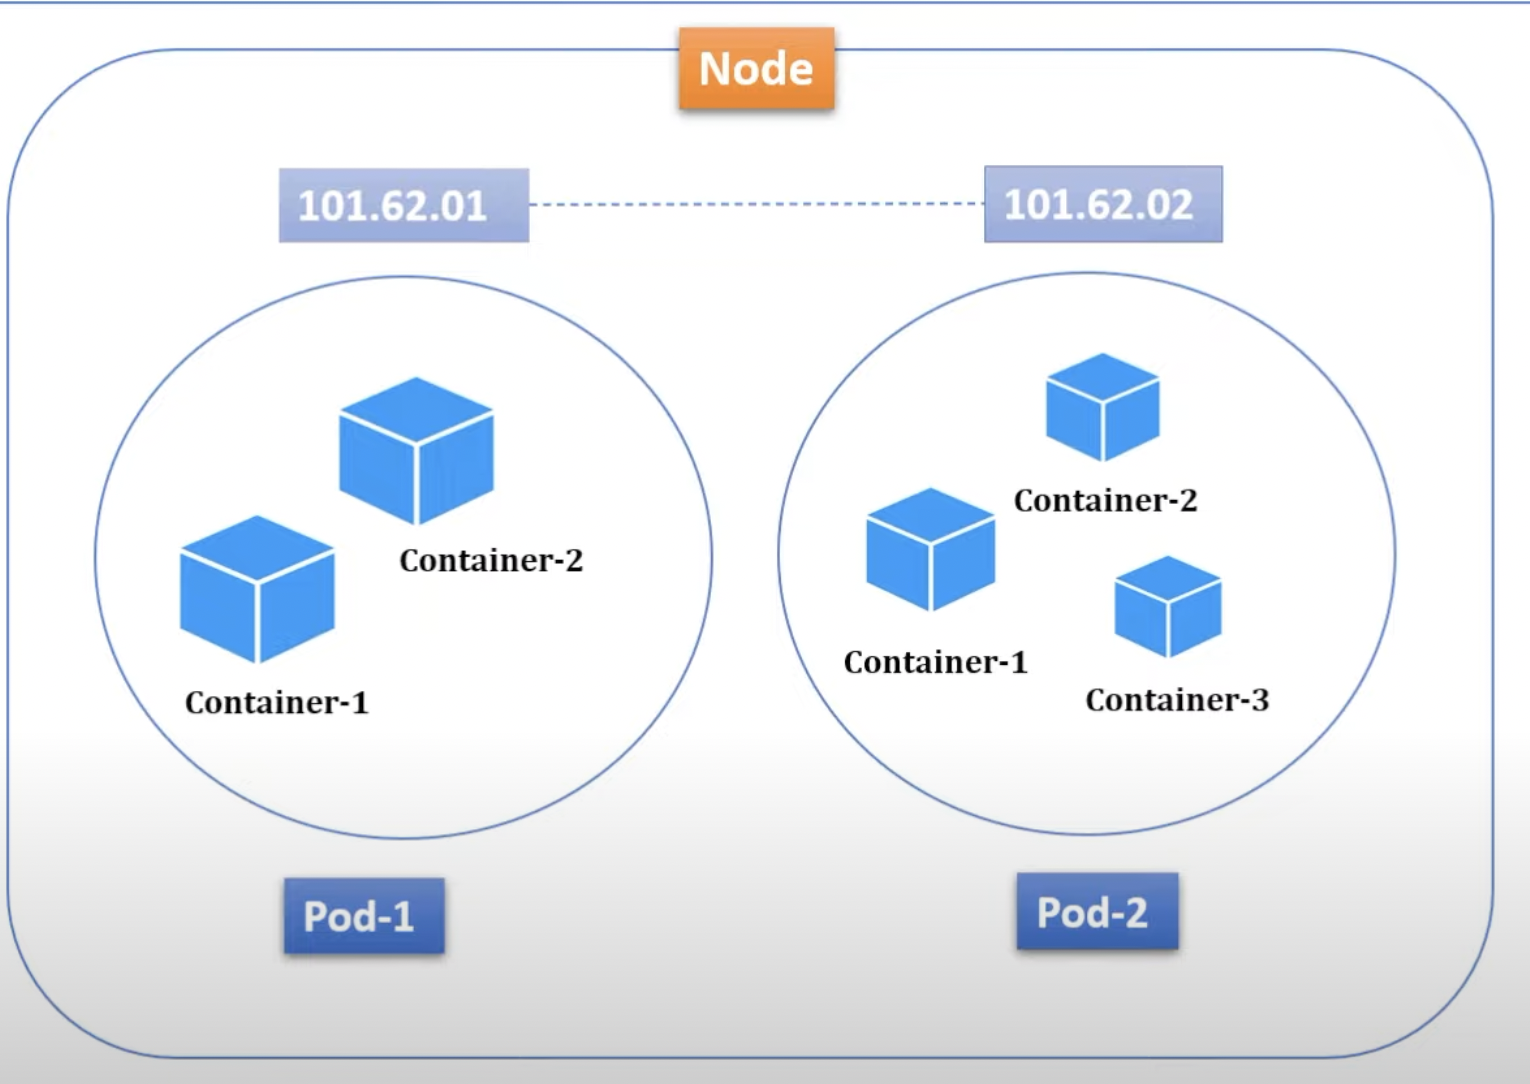 Node
101.62.01
101.62.02
Container-2
Container-1
Container-2
Container-1
Container-3
Pod-1
Pod-2